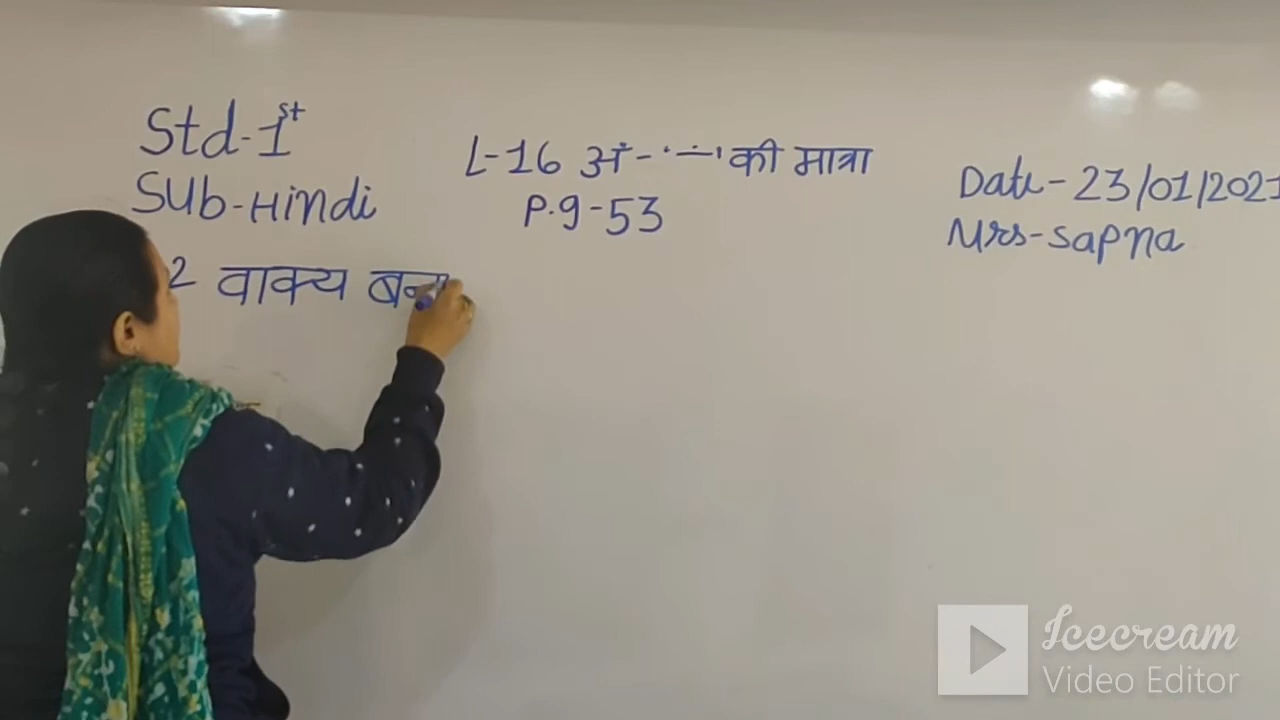 Std-1st
Sub-Hindi
L-16 अं- '—ं' की मात्रा
P.g-53
Date-23/01/2021
Mrs-Sapna
2 वाक्य बन
Icecream
Video Editor